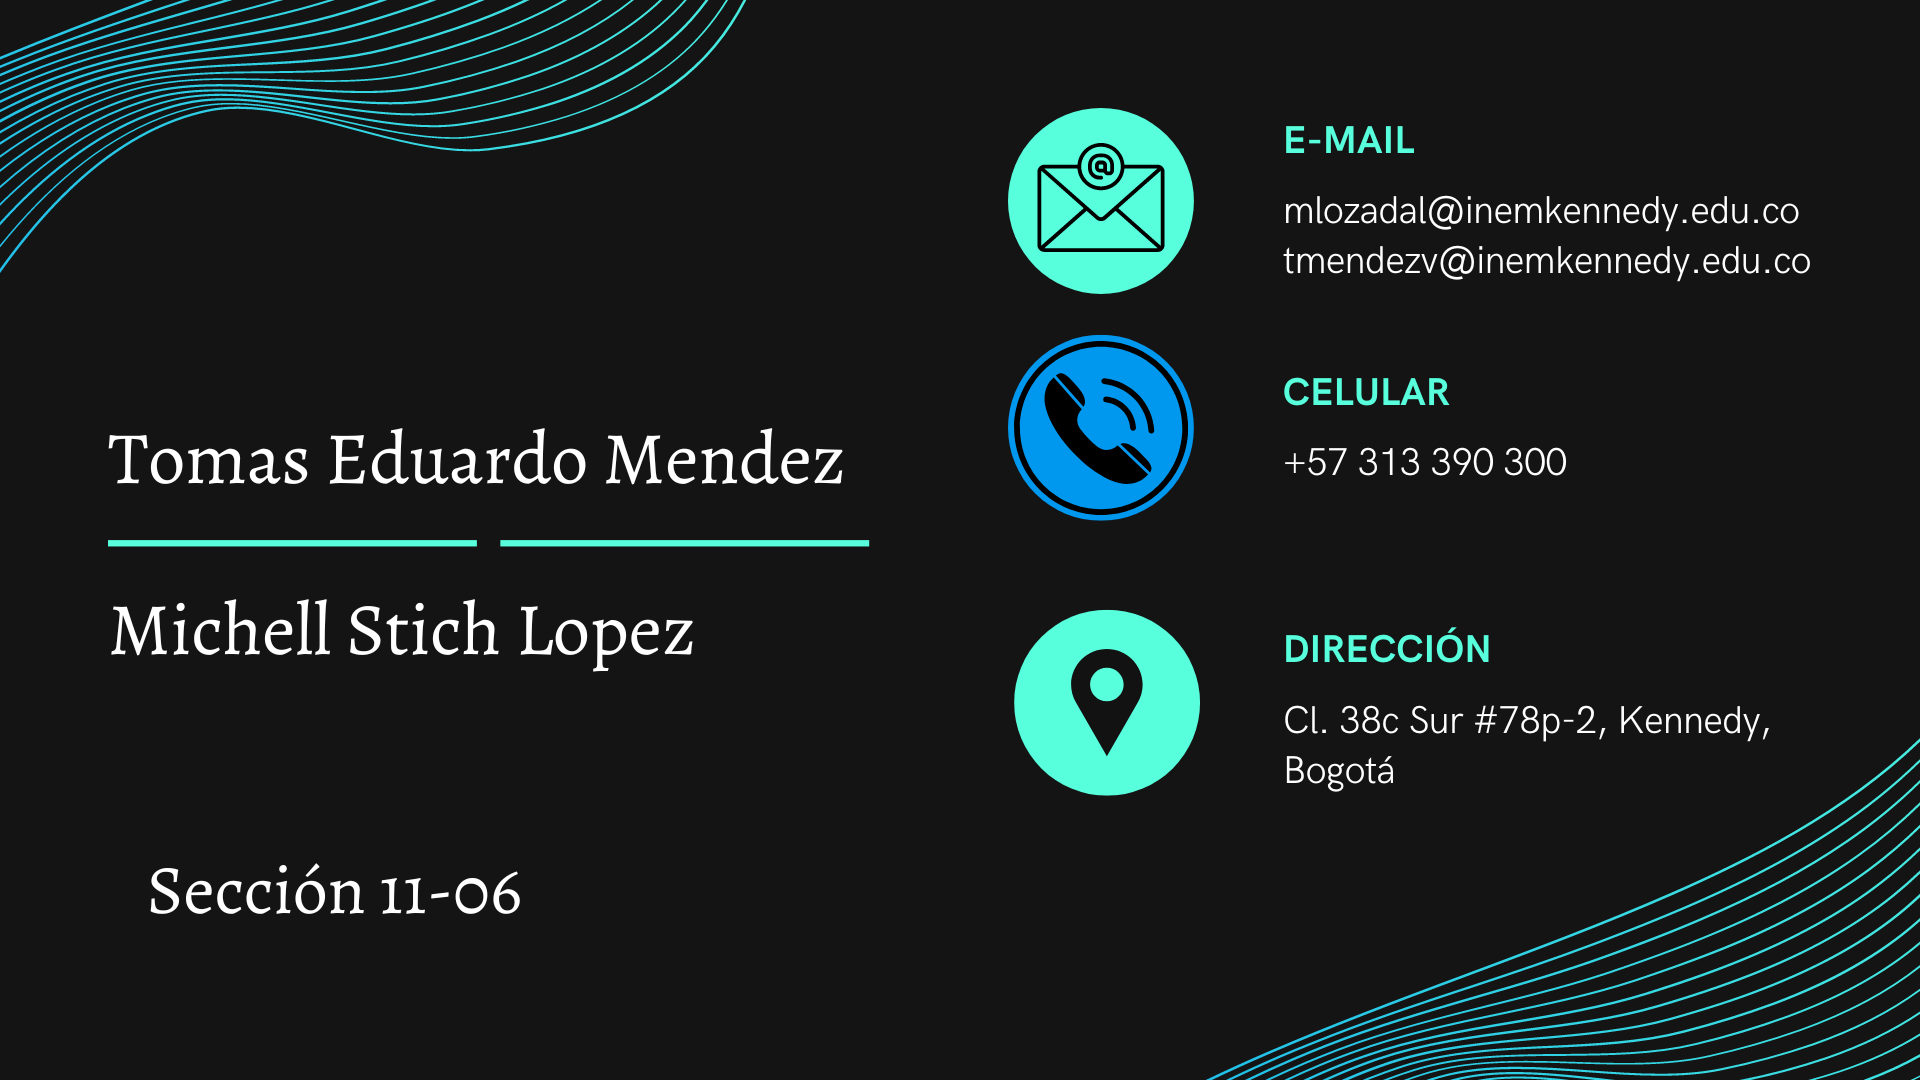 Tomas Eduardo Mendez
Michell Stich Lopez
Sección 11-06
@
E-MAIL
mlozadal@inemkennedy.edu.co
tmendezv@inemkennedy.edu.co
CELULAR
+57 313 390 300
DIRECCIÓN
Cl. 38c Sur #78p-2, Kennedy,
Bogotá